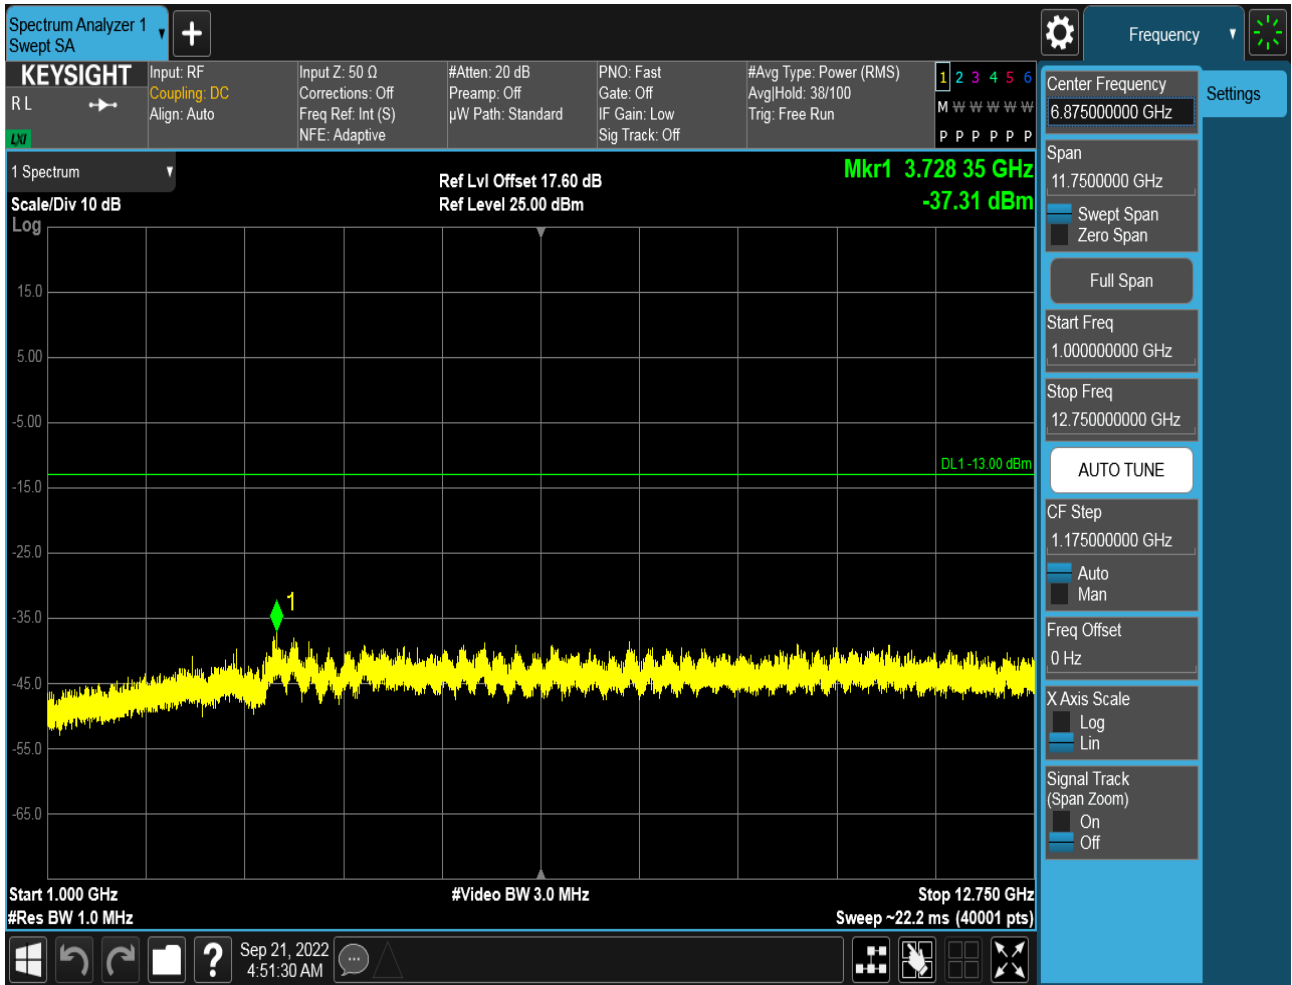 Spectrum Analyzer 1
Swept SA
Frequency
KEYSIGHT
R L
LXI
Input: RF
Coupling: DC
Align: Auto
Input Z: 50 Ω
Corrections: Off
Freq Ref: Int (S)
NFE: Adaptive
#Atten: 20 dB
Preamp: Off
µW Path: Standard
PNO: Fast
Gate: Off
IF Gain: Low
Sig Track: Off
#Avg Type: Power (RMS)
Avg|Hold: 38/100
Trig: Free Run
1 2 3 4 5 6
M W W W W W
P P P P P P
1 Spectrum
Scale/Div 10 dB
Log
Ref Lvl Offset 17.60 dB
Ref Level 25.00 dBm
Mkr1 3.728 35 GHz
-37.31 dBm
15.0
5.00
-5.00
DL1 -13.00 dBm
-15.0
-25.0
1
-35.0
-45.0
-55.0
-65.0
Start 1.000 GHz
#Res BW 1.0 MHz
#Video BW 3.0 MHz
Stop 12.750 GHz
Sweep ~22.2 ms (40001 pts)
Center Frequency
6.875000000 GHz
Settings
Span
11.7500000 GHz
Swept Span
Zero Span
Full Span
Start Freq
1.000000000 GHz
Stop Freq
12.750000000 GHz
AUTO TUNE
CF Step
1.175000000 GHz
Auto
Man
Freq Offset
0 Hz
X Axis Scale
Log
Lin
Signal Track
(Span Zoom)
On
Off
?
Sep 21, 2022
4:51:30 AM